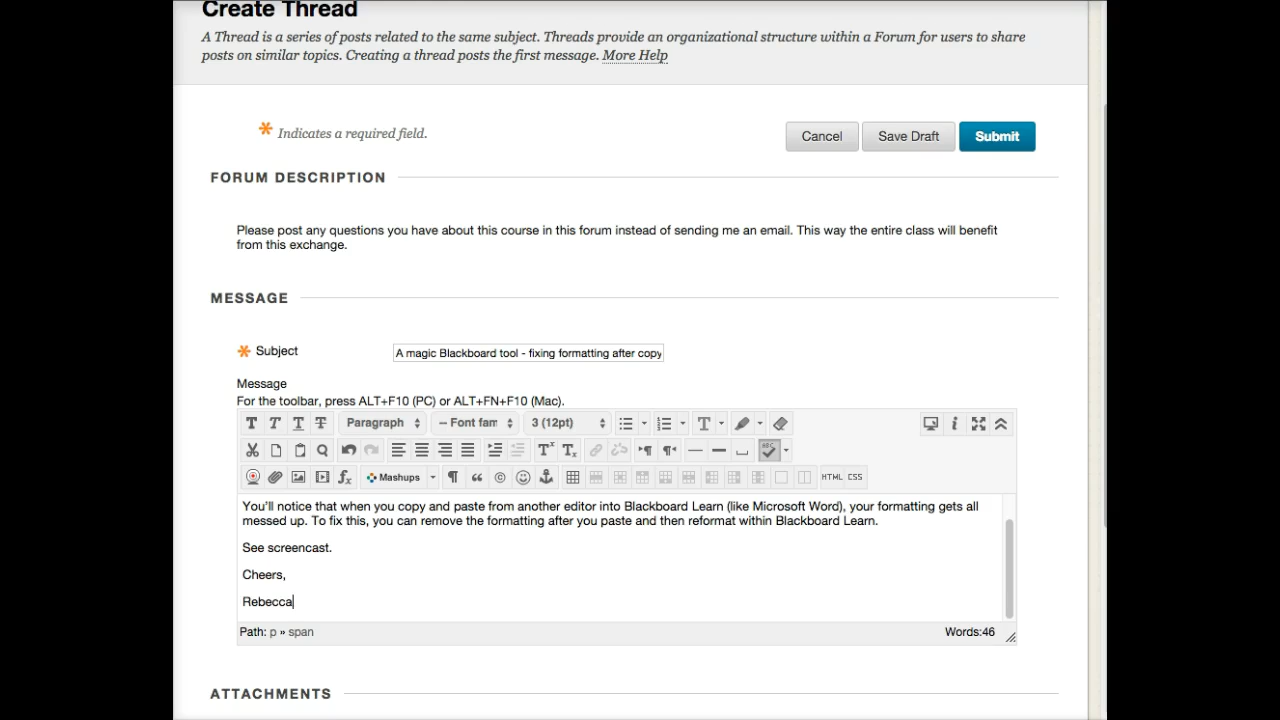 Create Thread
A Thread is a series of posts related to the same subject. Threads provide an organizational structure within a Forum for users to share
posts on similar topics. Creating a thread posts the first message. More Help
Indicates a required field.
Cancel Save Draft Submit
FORUM DESCRIPTION
Please post any questions you have about this course in this forum instead of sending me an email. This way the entire class will benefit
from this exchange.
MESSAGE
Subject A magic Blackboard tool - fixing formatting after copy
Message
For the toolbar, press ALT+F10 (PC) or ALT+FN+F10 (Mac).
T T T T Paragraph -- Font fam 3 (12pt) T
Mashups HTML CSS
You'll notice that when you copy and paste from another editor into Blackboard Learn (like Microsoft Word), your formatting gets all
messed up. To fix this, you can remove the formatting after you paste and then reformat within Blackboard Learn.
See screencast.
Cheers,
Rebecca
Path: p » span Words:46
ATTACHMENTS